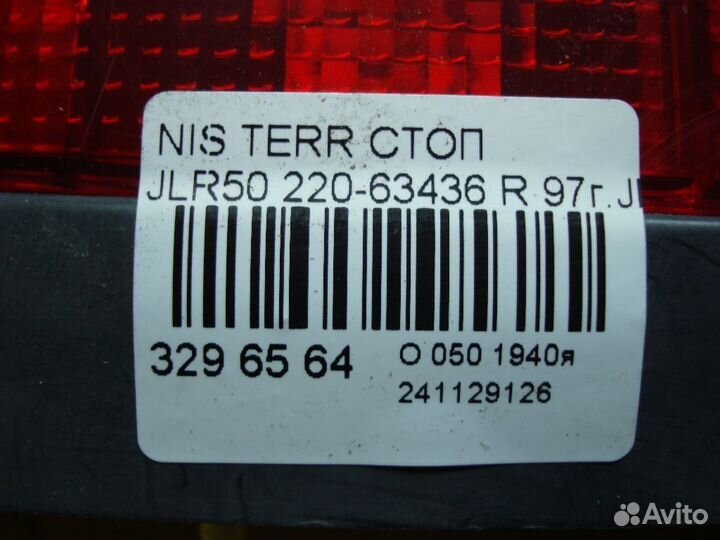 NIS TERR СТОП
JLR50 220-63436 R 97г.
329 65 64
О 050 1940я
241129126
Avito